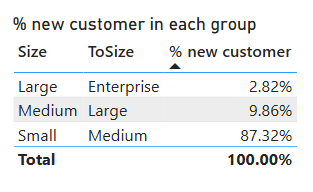 % new customer in each group
Size ToSize % new customer
Large Enterprise 2.82%
Medium Large 9.86%
Small Medium 87.32%
Total 100.00%